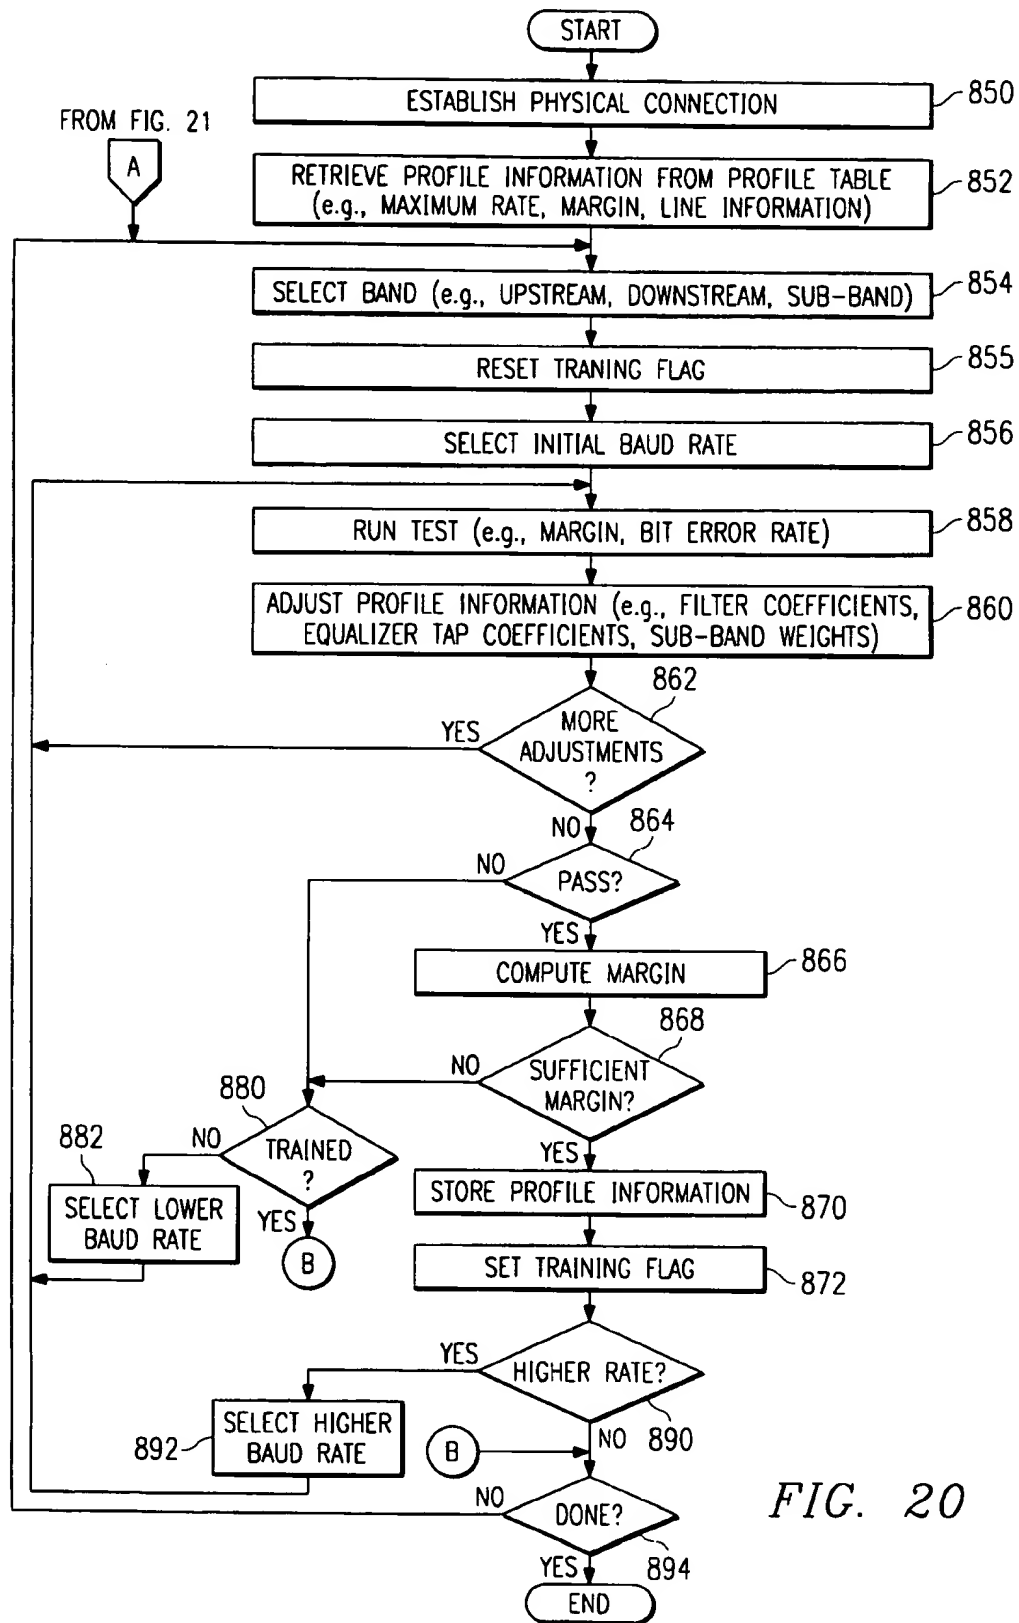 START
ESTABLISH PHYSICAL CONNECTION
850
FROM FIG. 21
A
RETRIEVE PROFILE INFORMATION FROM PROFILE TABLE
(e.g., MAXIMUM RATE, MARGIN, LINE INFORMATION)
852
SELECT BAND (e.g., UPSTREAM, DOWNSTREAM, SUB-BAND)
854
RESET TRANING FLAG
855
SELECT INITIAL BAUD RATE
856
RUN TEST (e.g., MARGIN, BIT ERROR RATE)
858
ADJUST PROFILE INFORMATION (e.g., FILTER COEFFICIENTS,
EQUALIZER TAP COEFFICIENTS, SUB-BAND WEIGHTS)
860
862
YES
MORE
ADJUSTMENTS
?
NO
864
NO
PASS?
YES
COMPUTE MARGIN
866
868
NO
SUFFICIENT
MARGIN?
YES
880
TRAINED
?
NO
YES
B
882
SELECT LOWER
BAUD RATE
STORE PROFILE INFORMATION
870
SET TRAINING FLAG
872
YES
HIGHER RATE?
890
NO
SELECT HIGHER
BAUD RATE
892
B
NO
DONE?
894
YES
END
FIG. 20